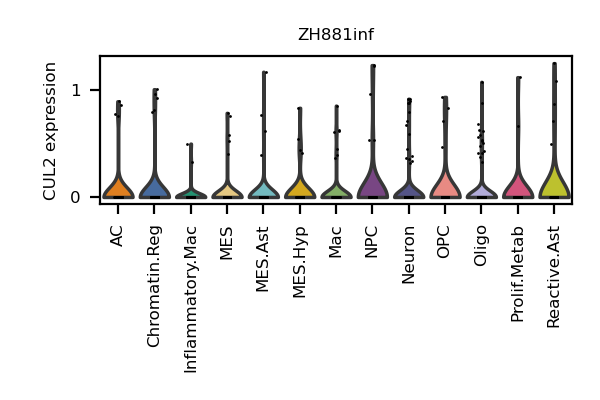 ZH881inf
CUL2 expression
1
0
AC
Chromatin.Reg
Inflammatory.Mac
MES
MES.Ast
MES.Hyp
Mac
NPC
Neuron
OPC
Oligo
Prolif.Metab
Reactive.Ast